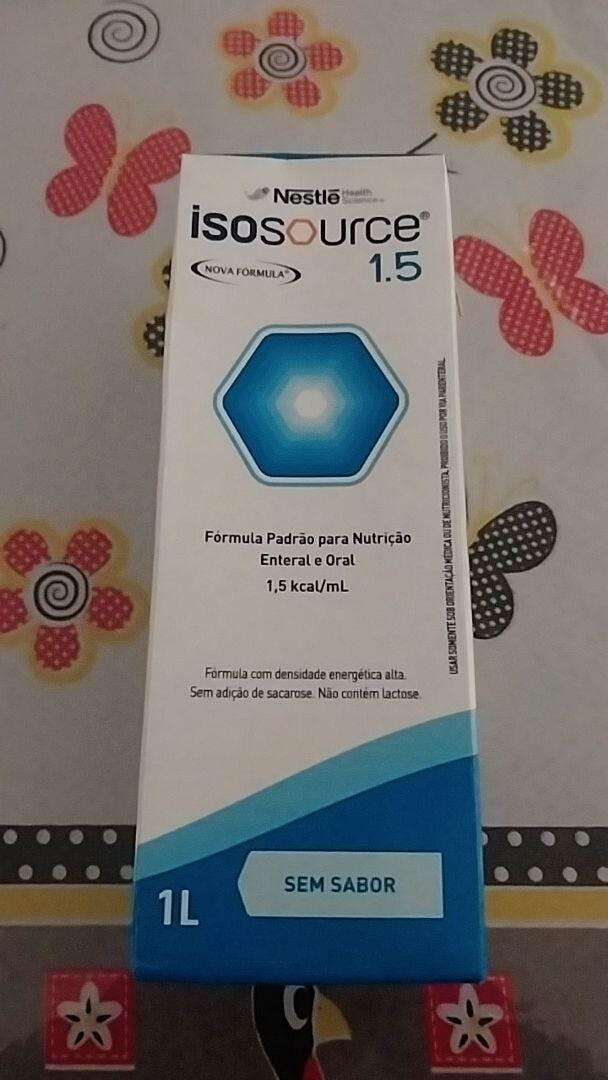 Nestlé Health Science
isosource®
NOVA FÓRMULA*
1.5
Fórmula Padrão para Nutrição
Enteral e Oral
1,5 kcal/mL
USAR SOMENTE SOB ORIENTAÇÃO MÉDICA OU DE NUTRICIONISTA. PROIBIDO O USO POR VIA PARENTERAL.
Fórmula com densidade energética alta.
Sem adição de sacarose. Não contém lactose.
1L
SEM SABOR